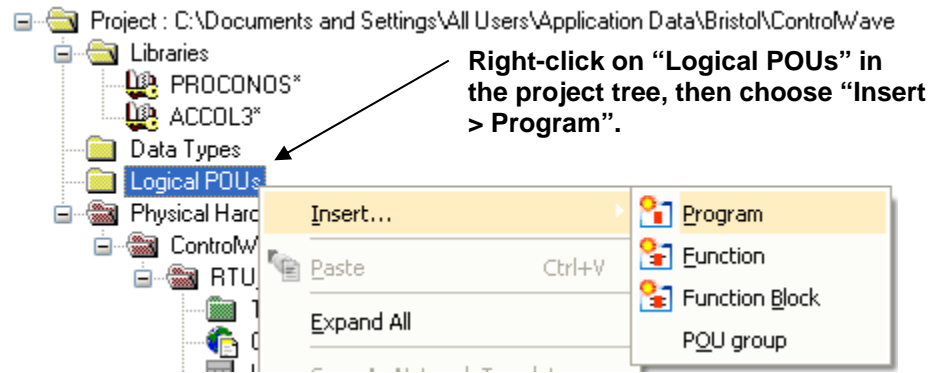 Project : C:\Documents and Settings\All Users\Application Data\Bristol\ControlWave
Libraries
PROCONOS*
ACCOL3*
Right-click on “Logical POUs” in
the project tree, then choose “Insert
> Program”.
Data Types
Logical POUs
Physical Hard
ControlW
RTU_
Insert...
Paste Ctrl+V
Expand All
Program
Function
Function Block
POU group